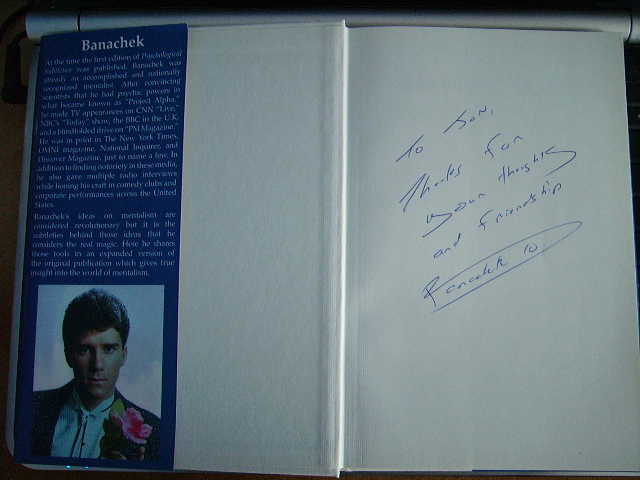 Banachek
At the time the first edition of Psychological
Subtleties was published, Banachek was
already an accomplished and nationally
recognized mentalist. After convincing
scientists that he had psychic powers in
what became known as "Project Alpha,"
he made TV appearances on CNN "Live,"
NBC's "Today" show, the BBC in the U.K.
and a blindfolded drive on "PM Magazine."
He was in print in The New York Times,
OMNI magazine, National Inquirer, and
Discover Magazine, just to name a few. In
addition to finding notoriety in these media,
he also gave multiple radio interviews
while honing his craft in comedy clubs and
corporate performances across the United
States.
Banachek's ideas on mentalism are
considered revolutionary but it is the
subtleties behind those ideas that he
considers the real magic. Here he shares
those tools in an expanded version of
the original publication which gives true
insight into the world of mentalism.
To
Thanks for
your thoughts
and friendship
Banachek